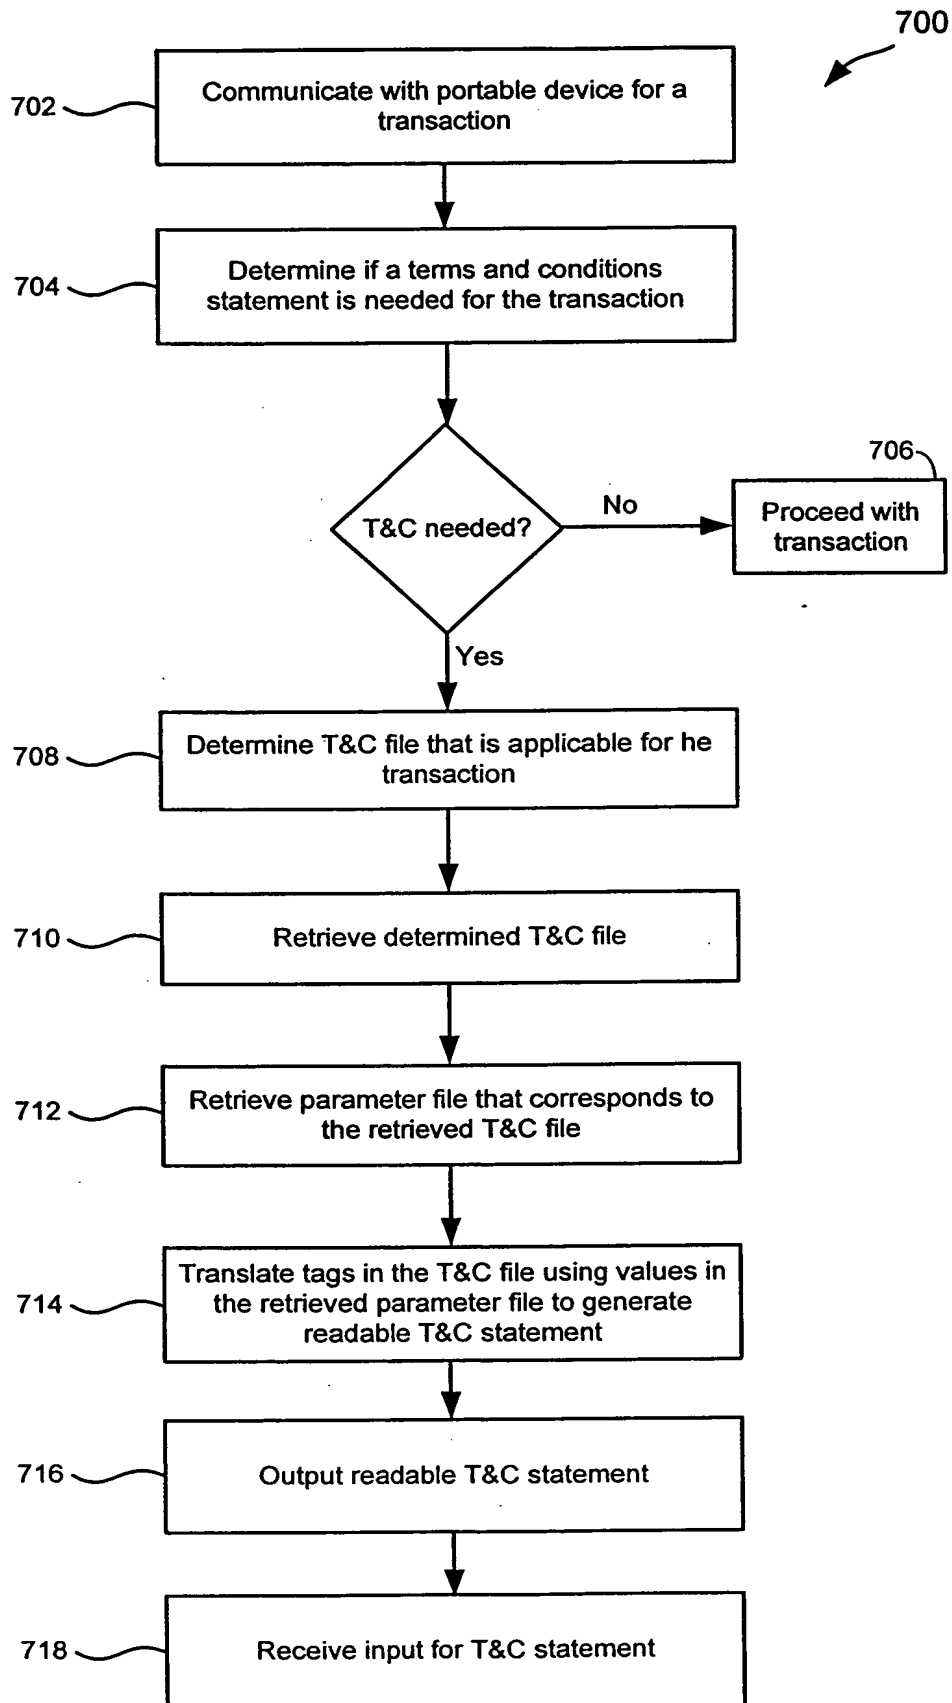 700
702
Communicate with portable device for a
transaction
704
Determine if a terms and conditions
statement is needed for the transaction
T&C needed?
No
706
Proceed with
transaction
Yes
708
Determine T&C file that is applicable for he
transaction
710
Retrieve determined T&C file
712
Retrieve parameter file that corresponds to
the retrieved T&C file
714
Translate tags in the T&C file using values in
the retrieved parameter file to generate
readable T&C statement
716
Output readable T&C statement
718
Receive input for T&C statement